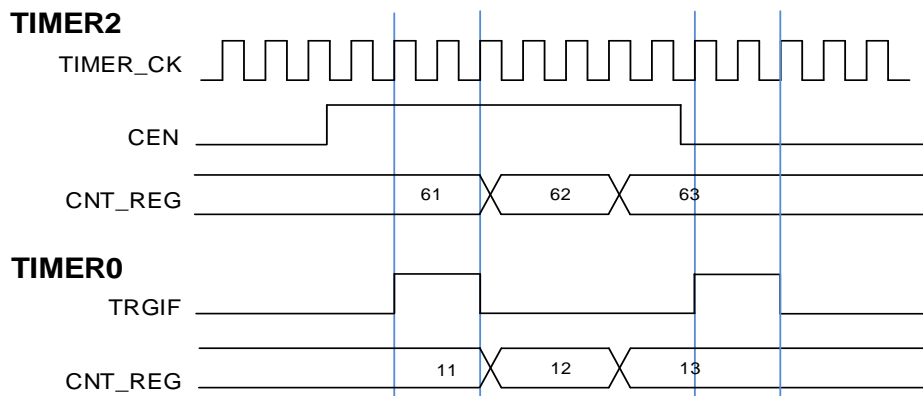 TIMER2
TIMER_CK
CEN
CNT_REG 61 62 63
TIMER0
TRGIF
CNT_REG 11 12 13